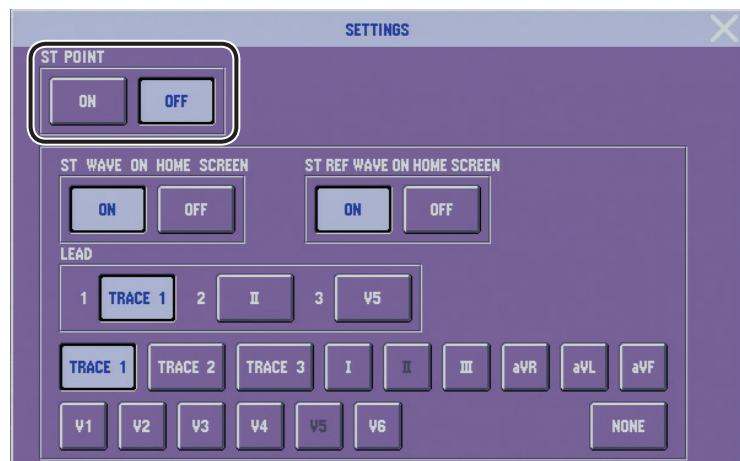 SETTINGS
ST POINT
ON OFF
ST WAVE ON HOME SCREEN ST REF WAVE ON HOME SCREEN
ON OFF ON OFF
LEAD
1 TRACE 1 2 II 3 V5
TRACE 1 TRACE 2 TRACE 3 I II III aVR aVL aVF
V1 V2 V3 V4 V5 V6 NONE